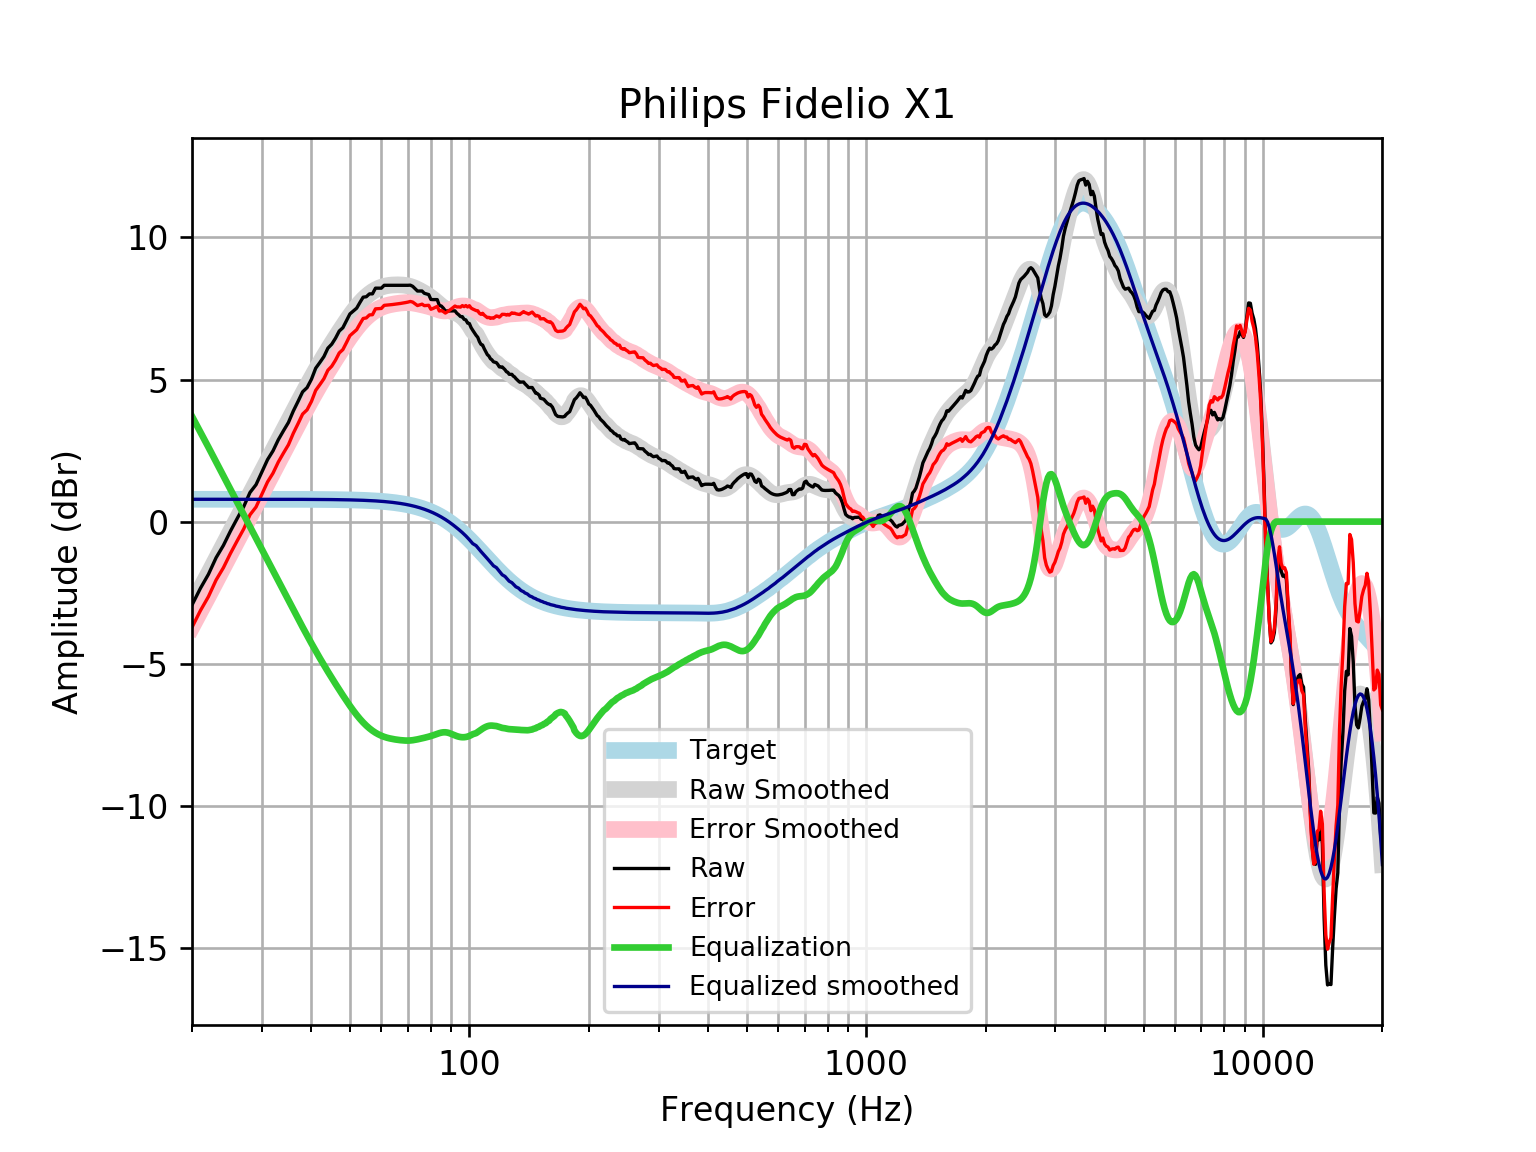 Philips Fidelio X1
Amplitude (dBr)
10
5
0
−5
−10
−15
Target
Raw Smoothed
Error Smoothed
Raw
Error
Equalization
Equalized smoothed
100 1000 10000
Frequency (Hz)